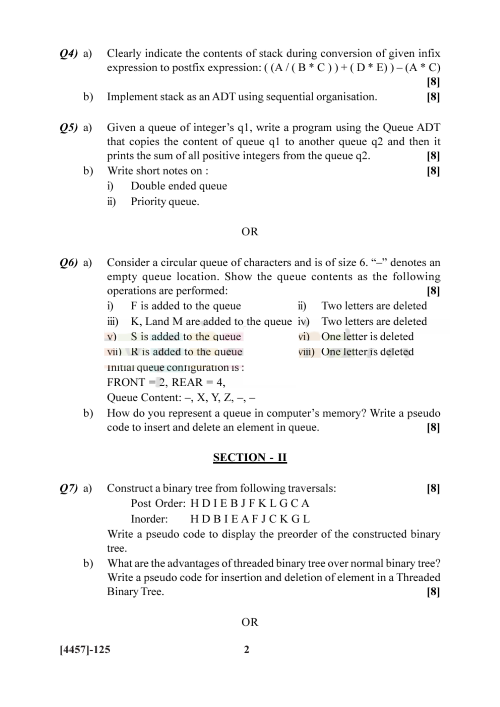 Q4) a) Clearly indicate the contents of stack during conversion of given infix
expression to postfix expression: ( (A / ( B * C ) ) + ( D * E ) ) – (A * C)
[8]
b) Implement stack as an ADT using sequential organisation. [8]
Q5) a) Given a queue of integer's q1, write a program using the Queue ADT
that copies the content of queue q1 to another queue q2 and then it
prints the sum of all positive integers from the queue q2. [8]
b) Write short notes on : [8]
i) Double ended queue
ii) Priority queue.
OR
Q6) a) Consider a circular queue of characters and is of size 6. “–” denotes an
empty queue location. Show the queue contents as the following
operations are performed: [8]
i) F is added to the queue ii) Two letters are deleted
iii) K, Land M are added to the queue iv) Two letters are deleted
v) S is added to the queue vi) One letter is deleted
vii) R is added to the queue viii) One letter is deleted
Initial queue configuration is :
FRONT = 2, REAR = 4,
Queue Content: –, X, Y, Z, –, –
b) How do you represent a queue in computer's memory? Write a pseudo
code to insert and delete an element in queue. [8]
SECTION - II
Q7) a) Construct a binary tree from following traversals: [8]
Post Order: H D I E B J F K L G C A
Inorder: H D B I E A F J C K G L
Write a pseudo code to display the preorder of the constructed binary
tree.
b) What are the advantages of threaded binary tree over normal binary tree?
Write a pseudo code for insertion and deletion of element in a Threaded
Binary Tree. [8]
OR
[4457]-125 2